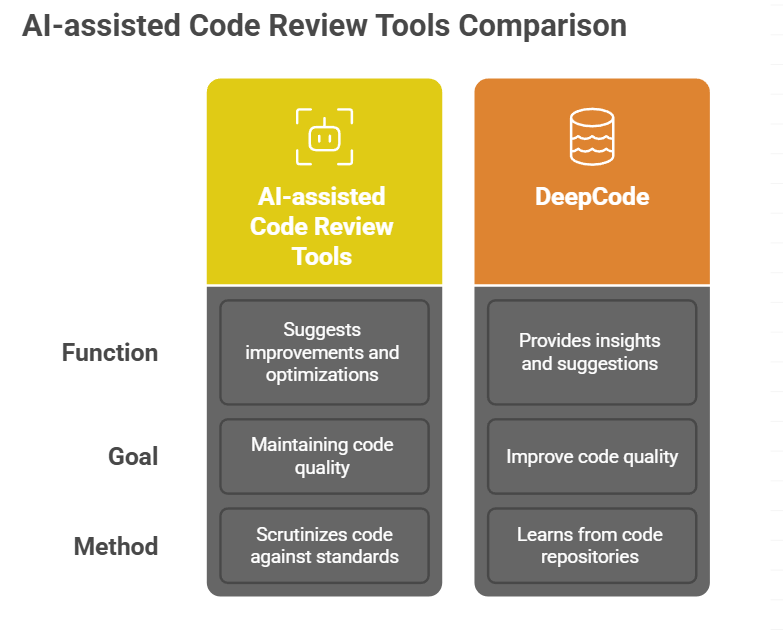 AI-assisted Code Review Tools Comparison
AI-assisted
Code Review
Tools
DeepCode
Function
Suggests
improvements and
optimizations
Provides insights
and suggestions
Goal
Maintaining code
quality
Improve code quality
Method
Scrutinizes code
against standards
Learns from code
repositories